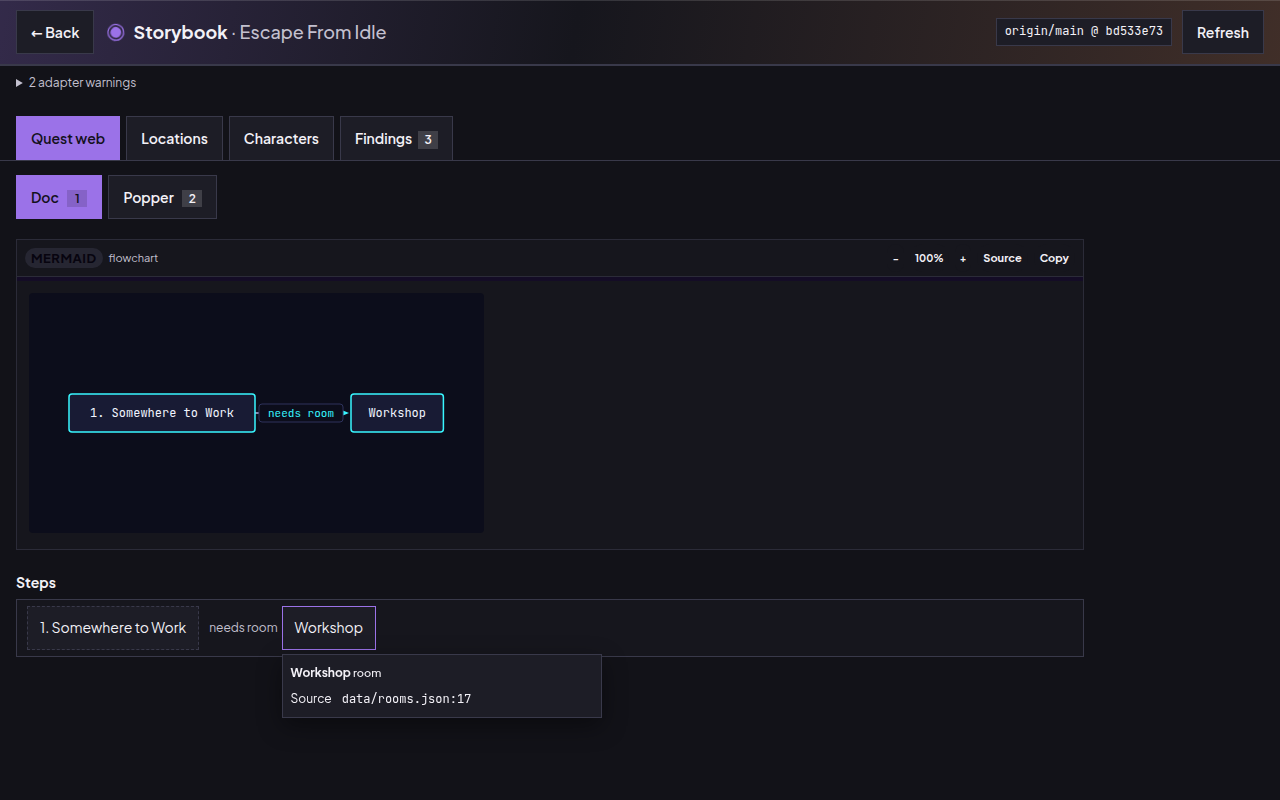 ← Back
Storybook · Escape From Idle
origin/main @ bd533e73
Refresh
2 adapter warnings
Quest web
Locations
Characters
Findings 3
Doc 1
Popper 2
MERMAID flowchart
– 100% + Source Copy
1. Somewhere to Work
needs room
Workshop
Steps
1. Somewhere to Work needs room Workshop
Workshop room
Source data/rooms.json:17